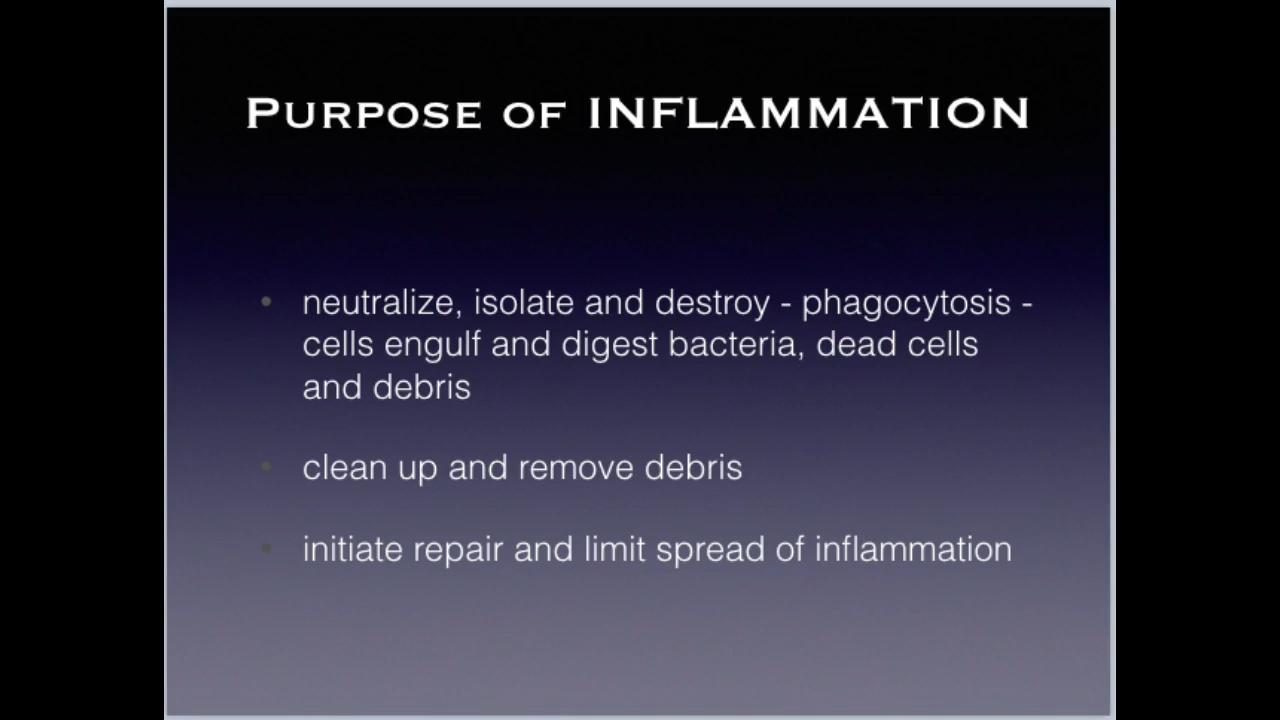 Purpose of INFLAMMATION
• neutralize, isolate and destroy - phagocytosis -
cells engulf and digest bacteria, dead cells
and debris
• clean up and remove debris
• initiate repair and limit spread of inflammation